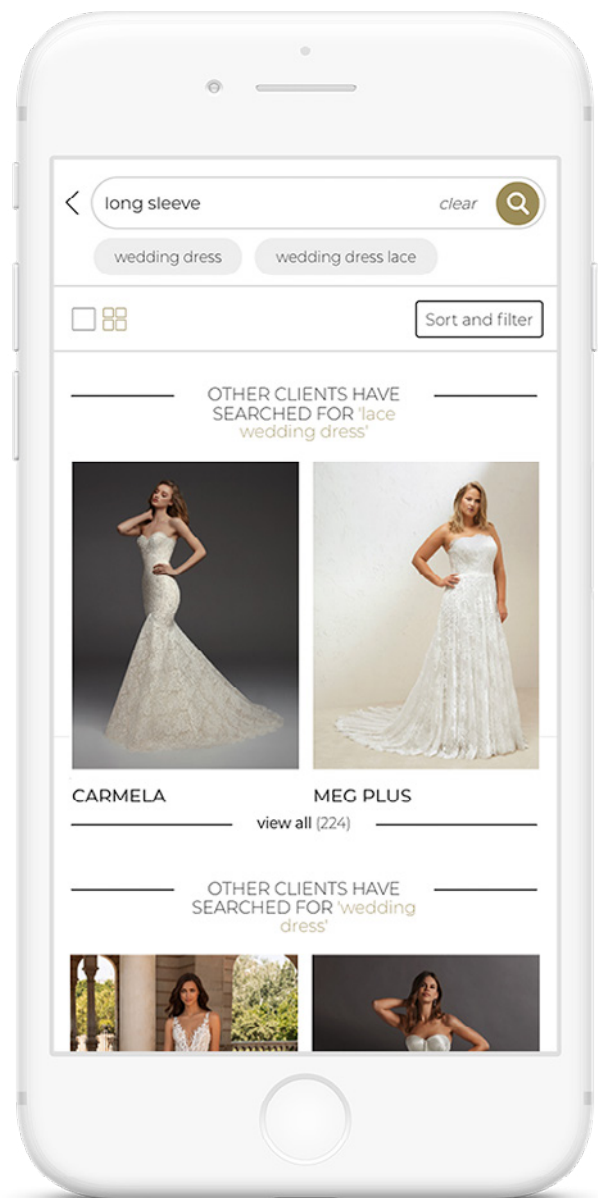 long sleeve clear
wedding dress wedding dress lace
Sort and filter
OTHER CLIENTS HAVE
SEARCHED FOR 'lace
wedding dress'
CARMELA MEG PLUS
view all (224)
OTHER CLIENTS HAVE
SEARCHED FOR 'wedding
dress'